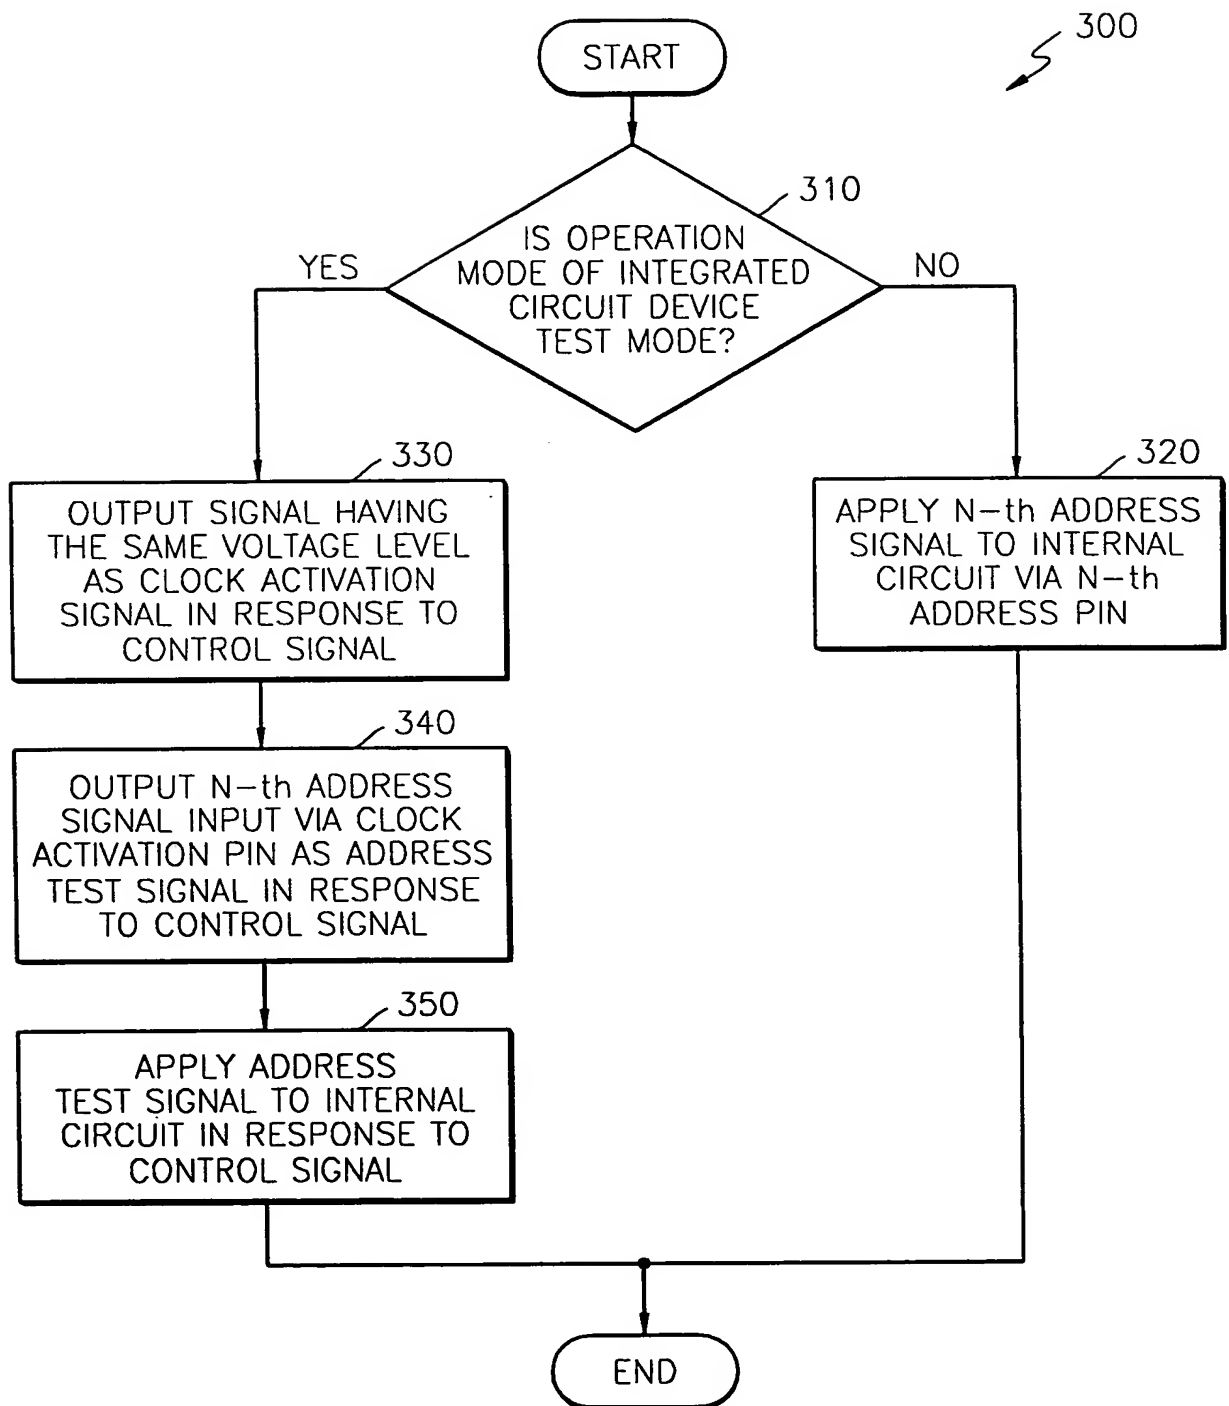 300
START
310
IS OPERATION
MODE OF INTEGRATED
CIRCUIT DEVICE
TEST MODE?
YES
NO
330
OUTPUT SIGNAL HAVING
THE SAME VOLTAGE LEVEL
AS CLOCK ACTIVATION
SIGNAL IN RESPONSE TO
CONTROL SIGNAL
320
APPLY N-th ADDRESS
SIGNAL TO INTERNAL
CIRCUIT VIA N-th
ADDRESS PIN
340
OUTPUT N-th ADDRESS
SIGNAL INPUT VIA CLOCK
ACTIVATION PIN AS ADDRESS
TEST SIGNAL IN RESPONSE
TO CONTROL SIGNAL
350
APPLY ADDRESS
TEST SIGNAL TO INTERNAL
CIRCUIT IN RESPONSE TO
CONTROL SIGNAL
END